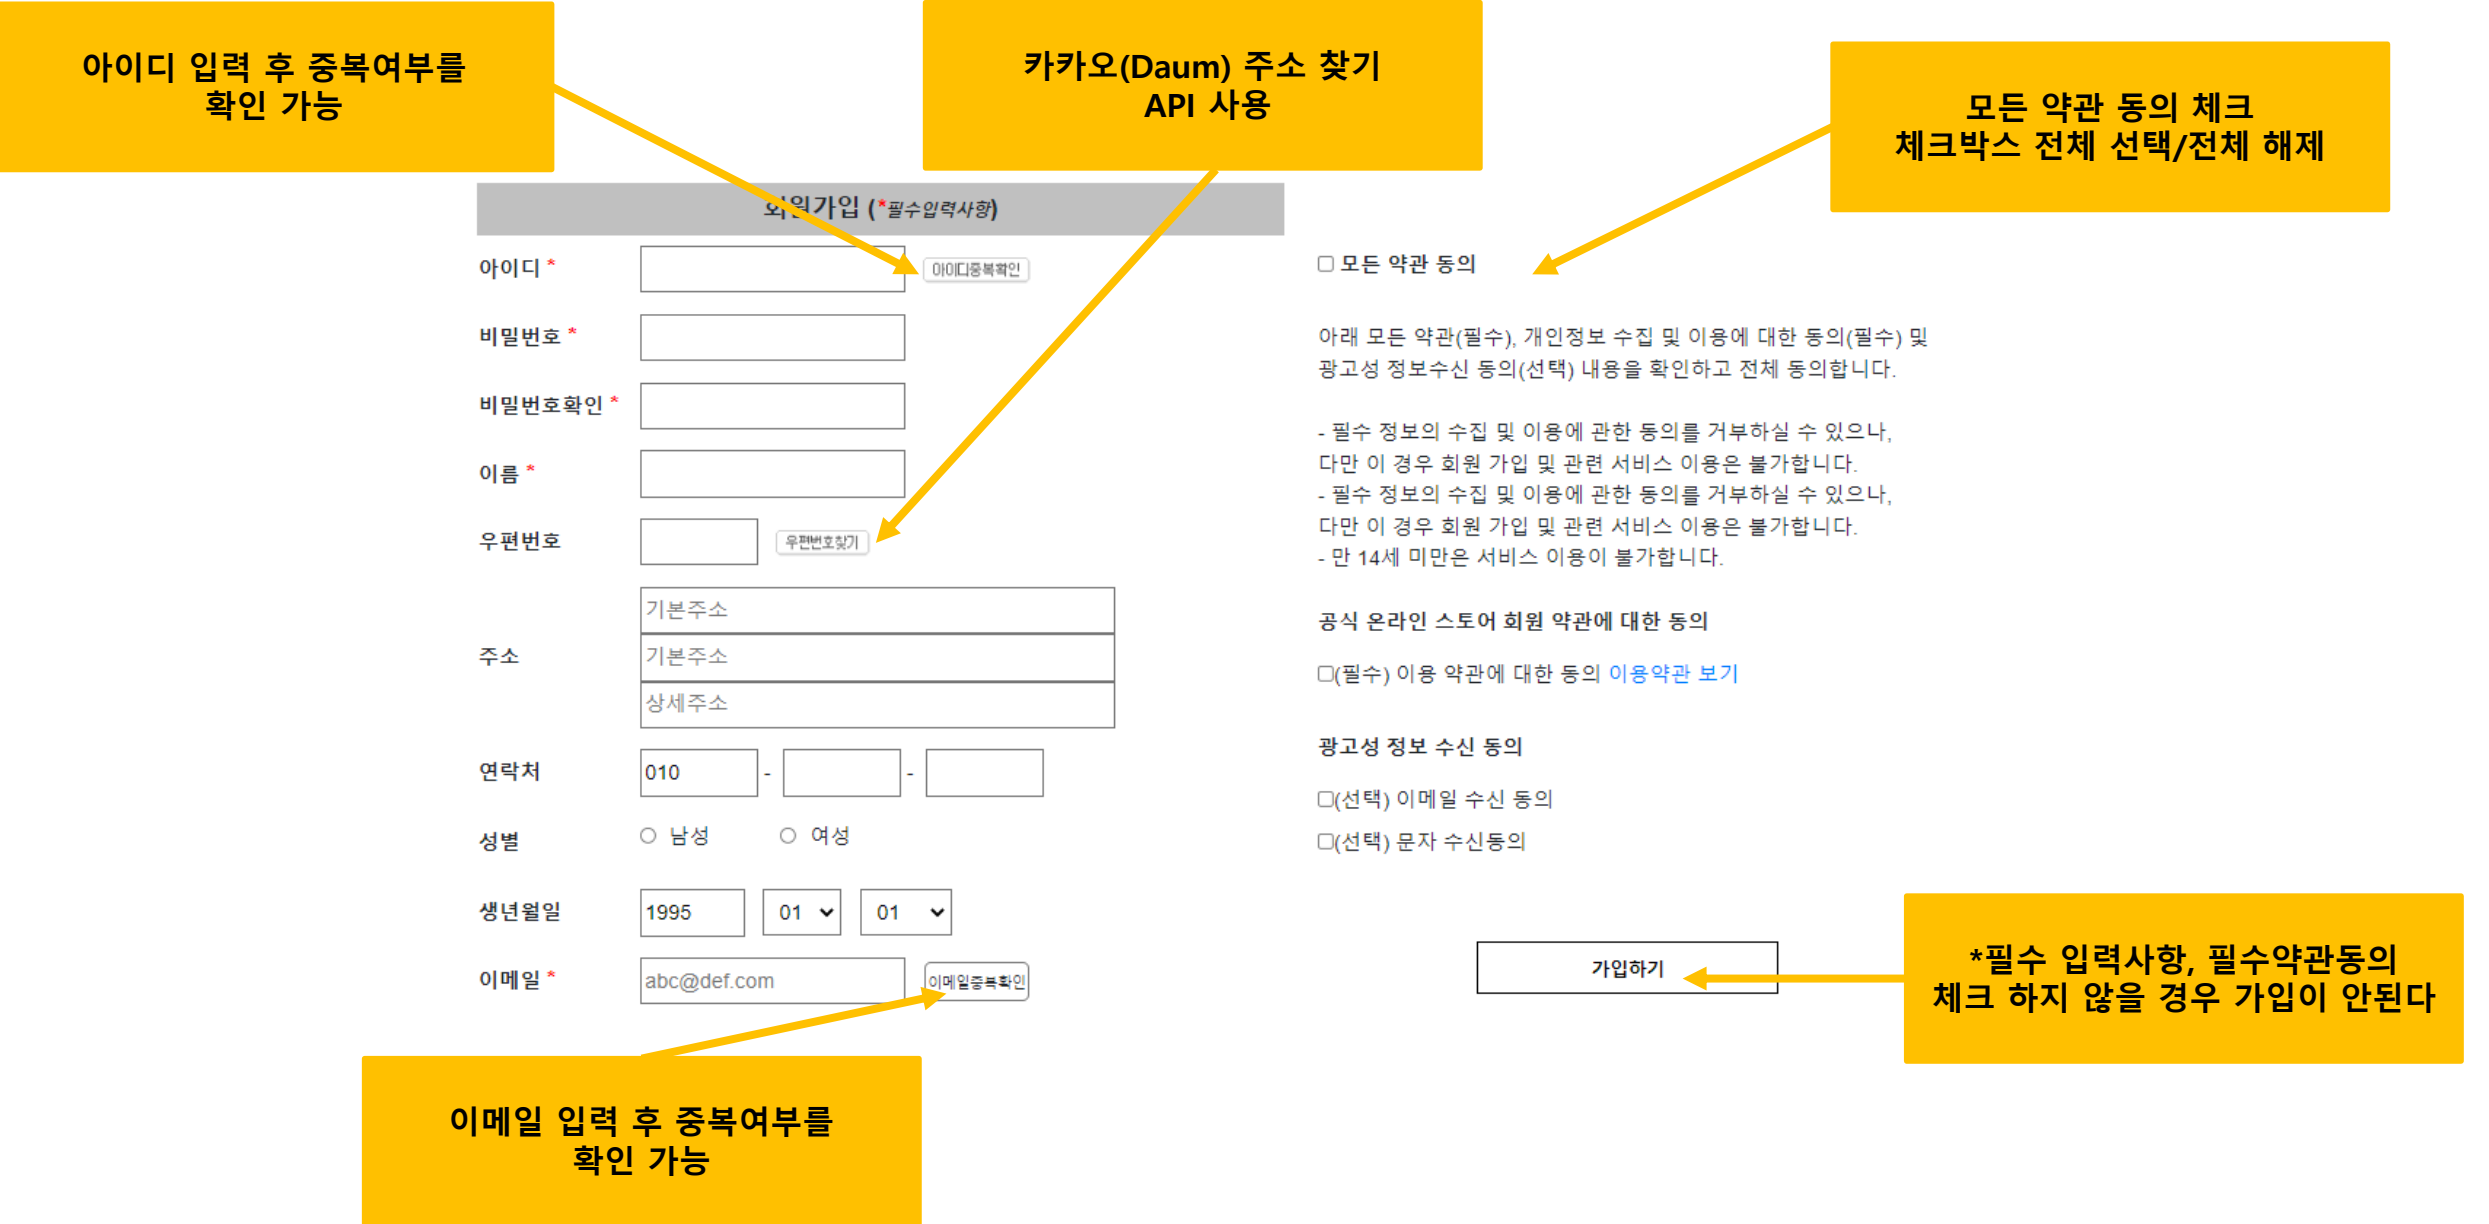 아이디 입력 후 중복여부를
확인 가능
카카오(Daum) 주소 찾기
API 사용
모든 약관 동의 체크
체크박스 전체 선택/전체 해제
회원가입 (*필수입력사항)
아이디 *
아이디중복확인
비밀번호 *
비밀번호확인 *
이름 *
우편번호
우편번호찾기
주소
기본주소
기본주소
상세주소
연락처
010 - -
성별
남성 여성
생년월일
1995 01 01
이메일 *
abc@def.com
이메일중복확인
모든 약관 동의
아래 모든 약관(필수), 개인정보 수집 및 이용에 대한 동의(필수) 및
광고성 정보수신 동의(선택) 내용을 확인하고 전체 동의합니다.
- 필수 정보의 수집 및 이용에 관한 동의를 거부하실 수 있으나,
다만 이 경우 회원 가입 및 관련 서비스 이용은 불가합니다.
- 필수 정보의 수집 및 이용에 관한 동의를 거부하실 수 있으나,
다만 이 경우 회원 가입 및 관련 서비스 이용은 불가합니다.
- 만 14세 미만은 서비스 이용이 불가합니다.
공식 온라인 스토어 회원 약관에 대한 동의
(필수) 이용 약관에 대한 동의 이용약관 보기
광고성 정보 수신 동의
(선택) 이메일 수신 동의
(선택) 문자 수신동의
가입하기
*필수 입력사항, 필수약관동의
체크 하지 않을 경우 가입이 안된다
이메일 입력 후 중복여부를
확인 가능